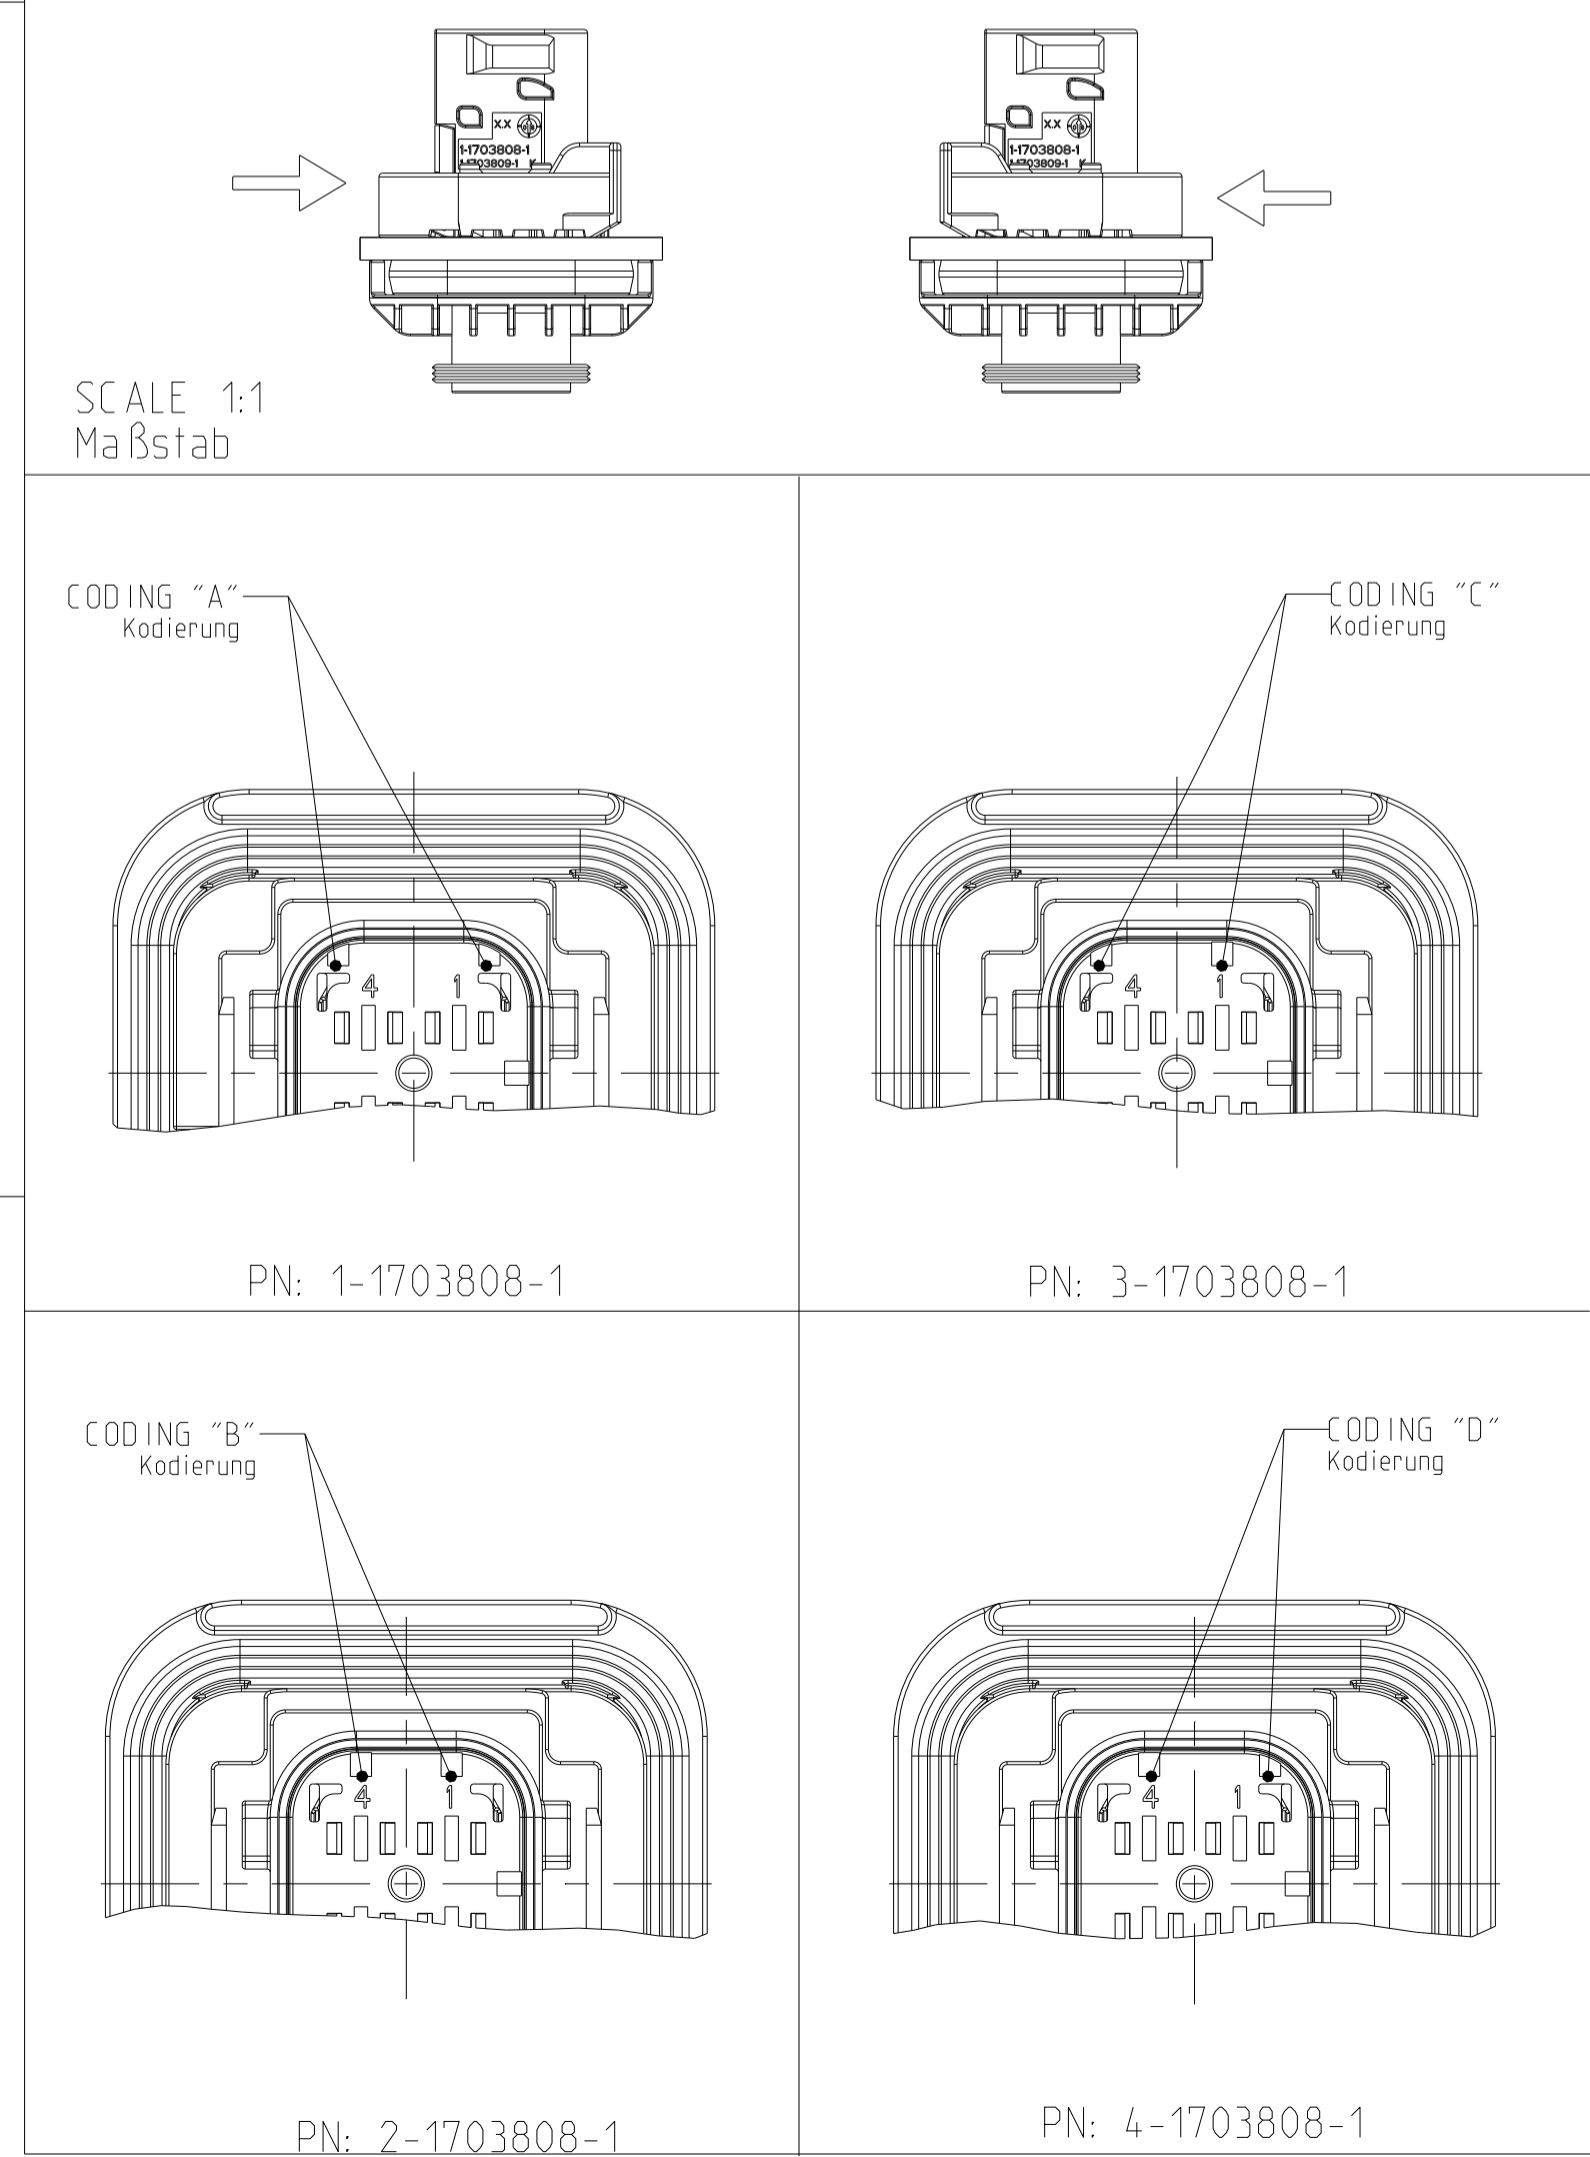 X.X
1-1703808-1
1-1703809-1 K
X.X
1-1703808-1
1-1703809-1 K
SCALE 1:1
Maßstab
CODING "A"
Kodierung
4 1
PN: 1-1703808-1
CODING "C"
Kodierung
4 1
PN: 3-1703808-1
CODING "B"
Kodierung
4 1
PN: 2-1703808-1
CODING "D"
Kodierung
4 1
PN: 4-1703808-1